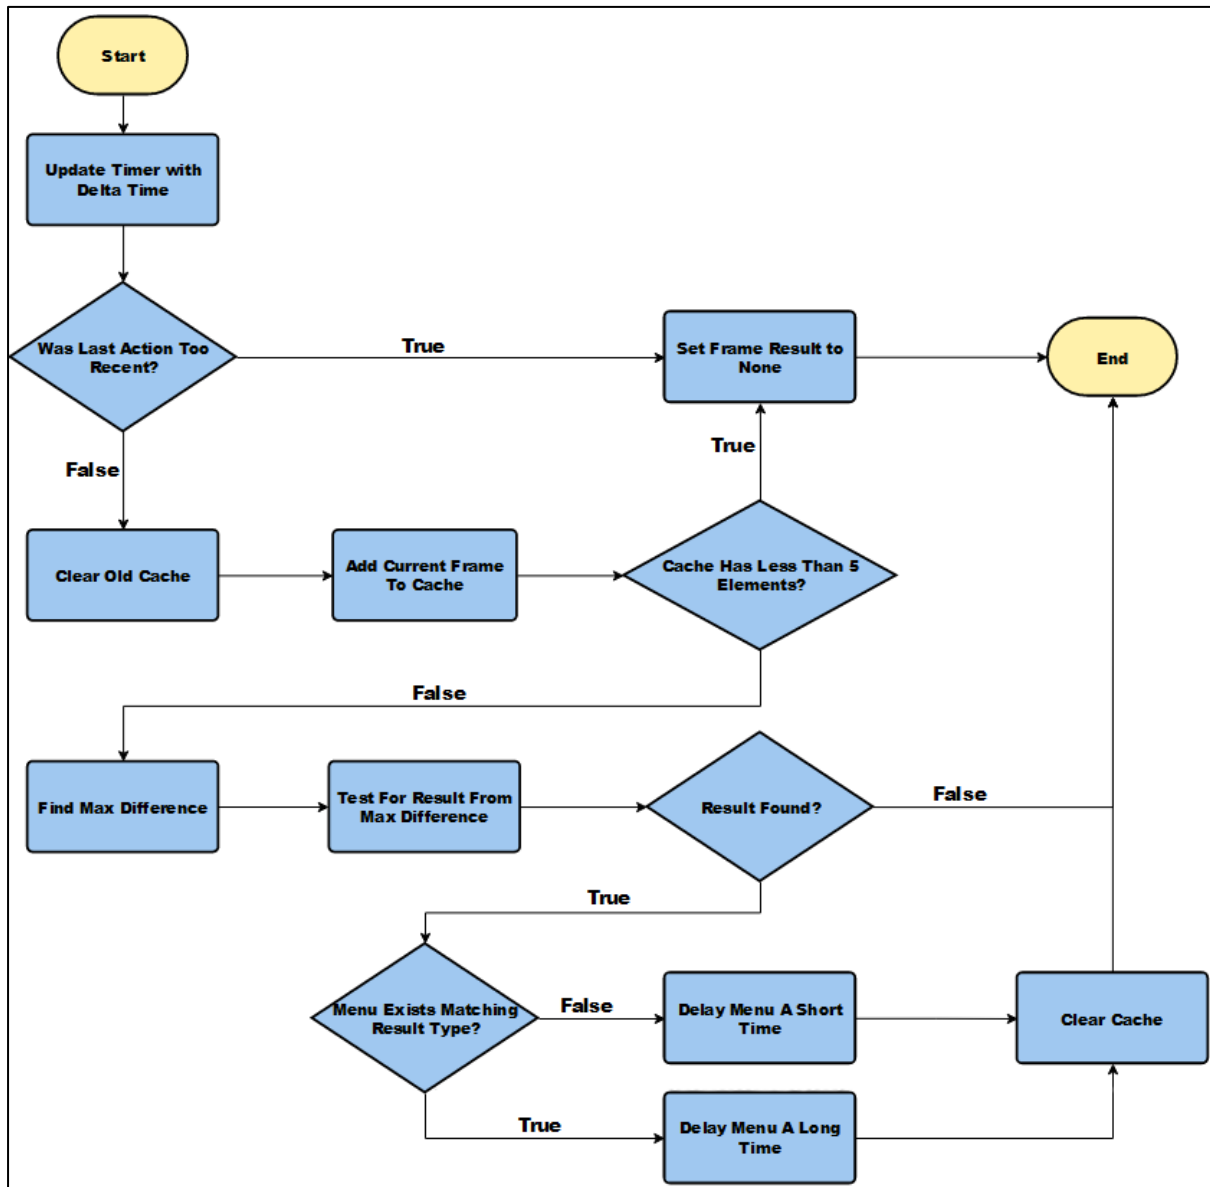 Start
Update Timer with
Delta Time
Was Last Action Too
Recent?
True
Set Frame Result to
None
End
False
True
Clear Old Cache
Add Current Frame
To Cache
Cache Has Less Than 5
Elements?
False
Find Max Difference
Test For Result From
Max Difference
Result Found?
False
True
Menu Exists Matching
Result Type?
False
Delay Menu A Short
Time
Clear Cache
True
Delay Menu A Long
Time